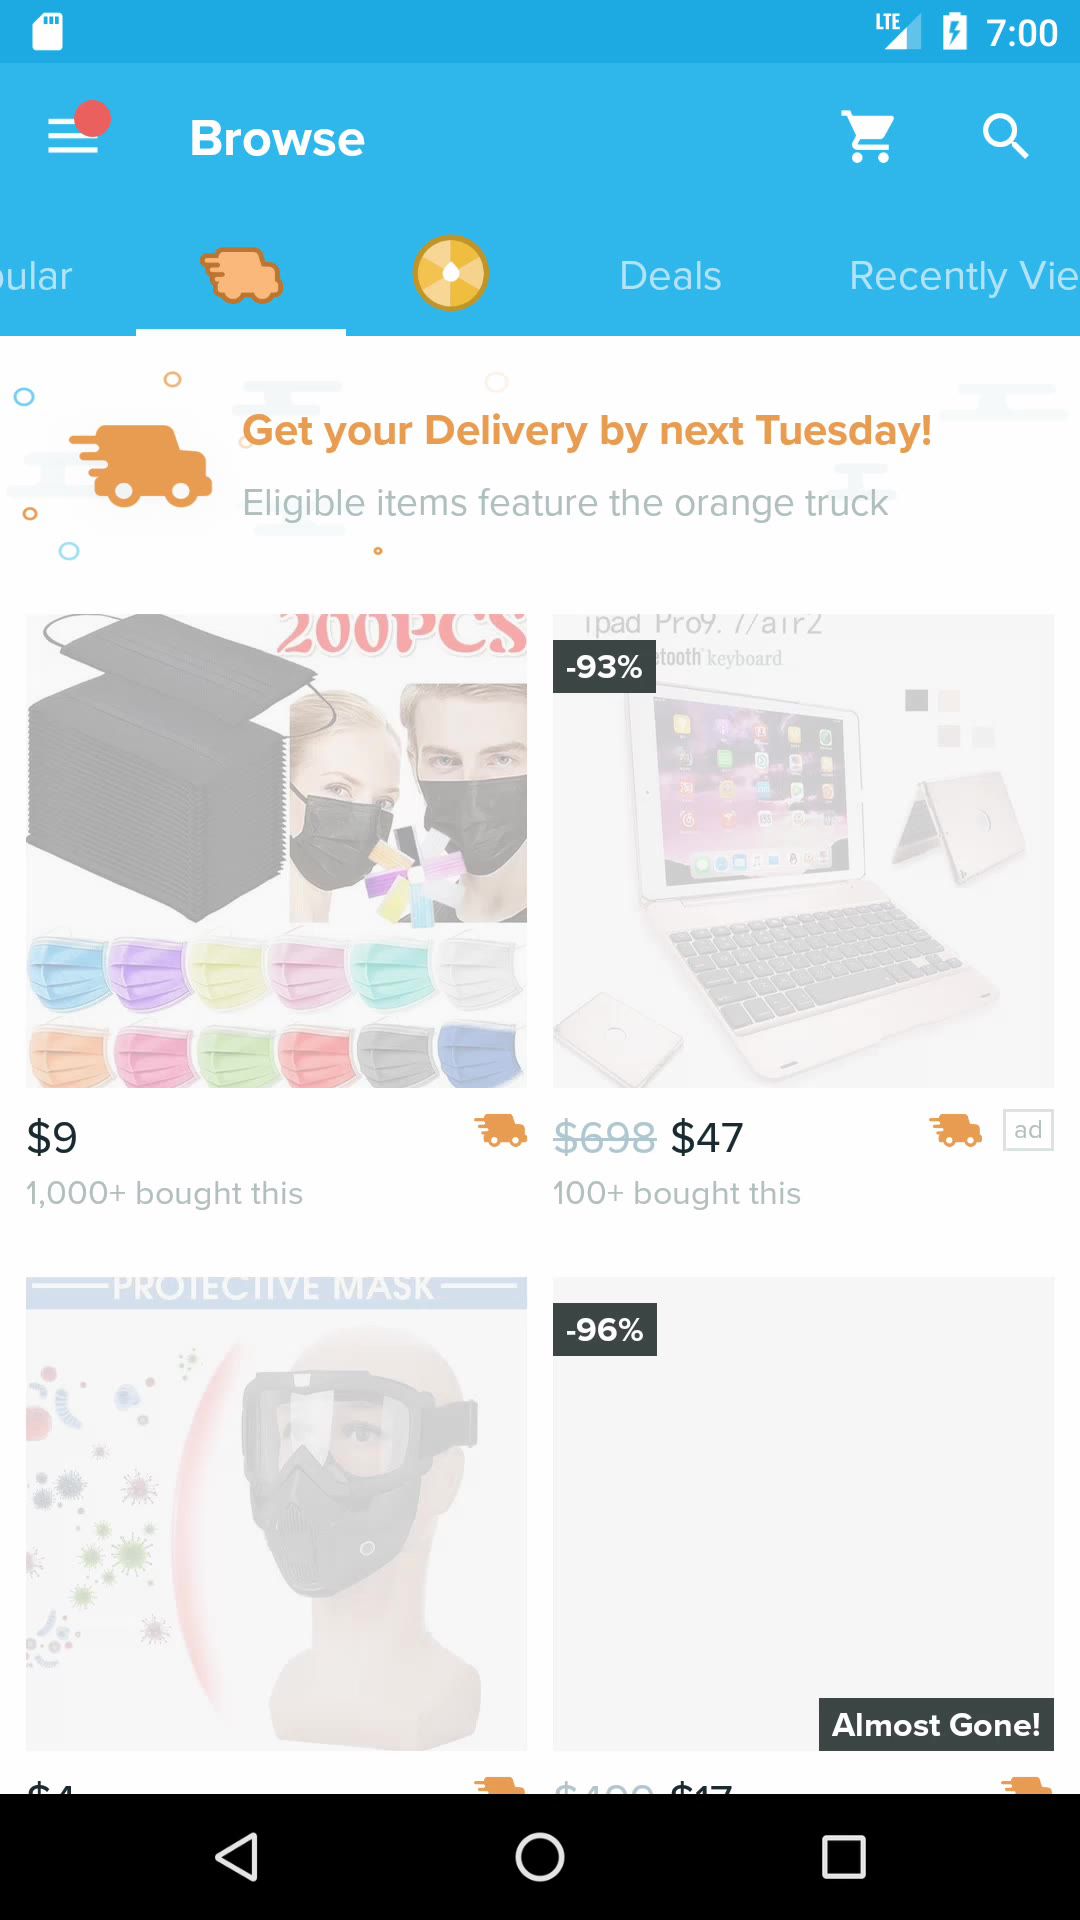 LTE 7:00
Browse
ular Deals Recently Vie
Get your Delivery by next Tuesday!
Eligible items feature the orange truck
200PCS
ipad Pro9.7/air2
-93%
tooth keyboard
$9
$698 $47 ad
1,000+ bought this
100+ bought this
PROTECTIVE MASK
-96%
Almost Gone!
$4
$17